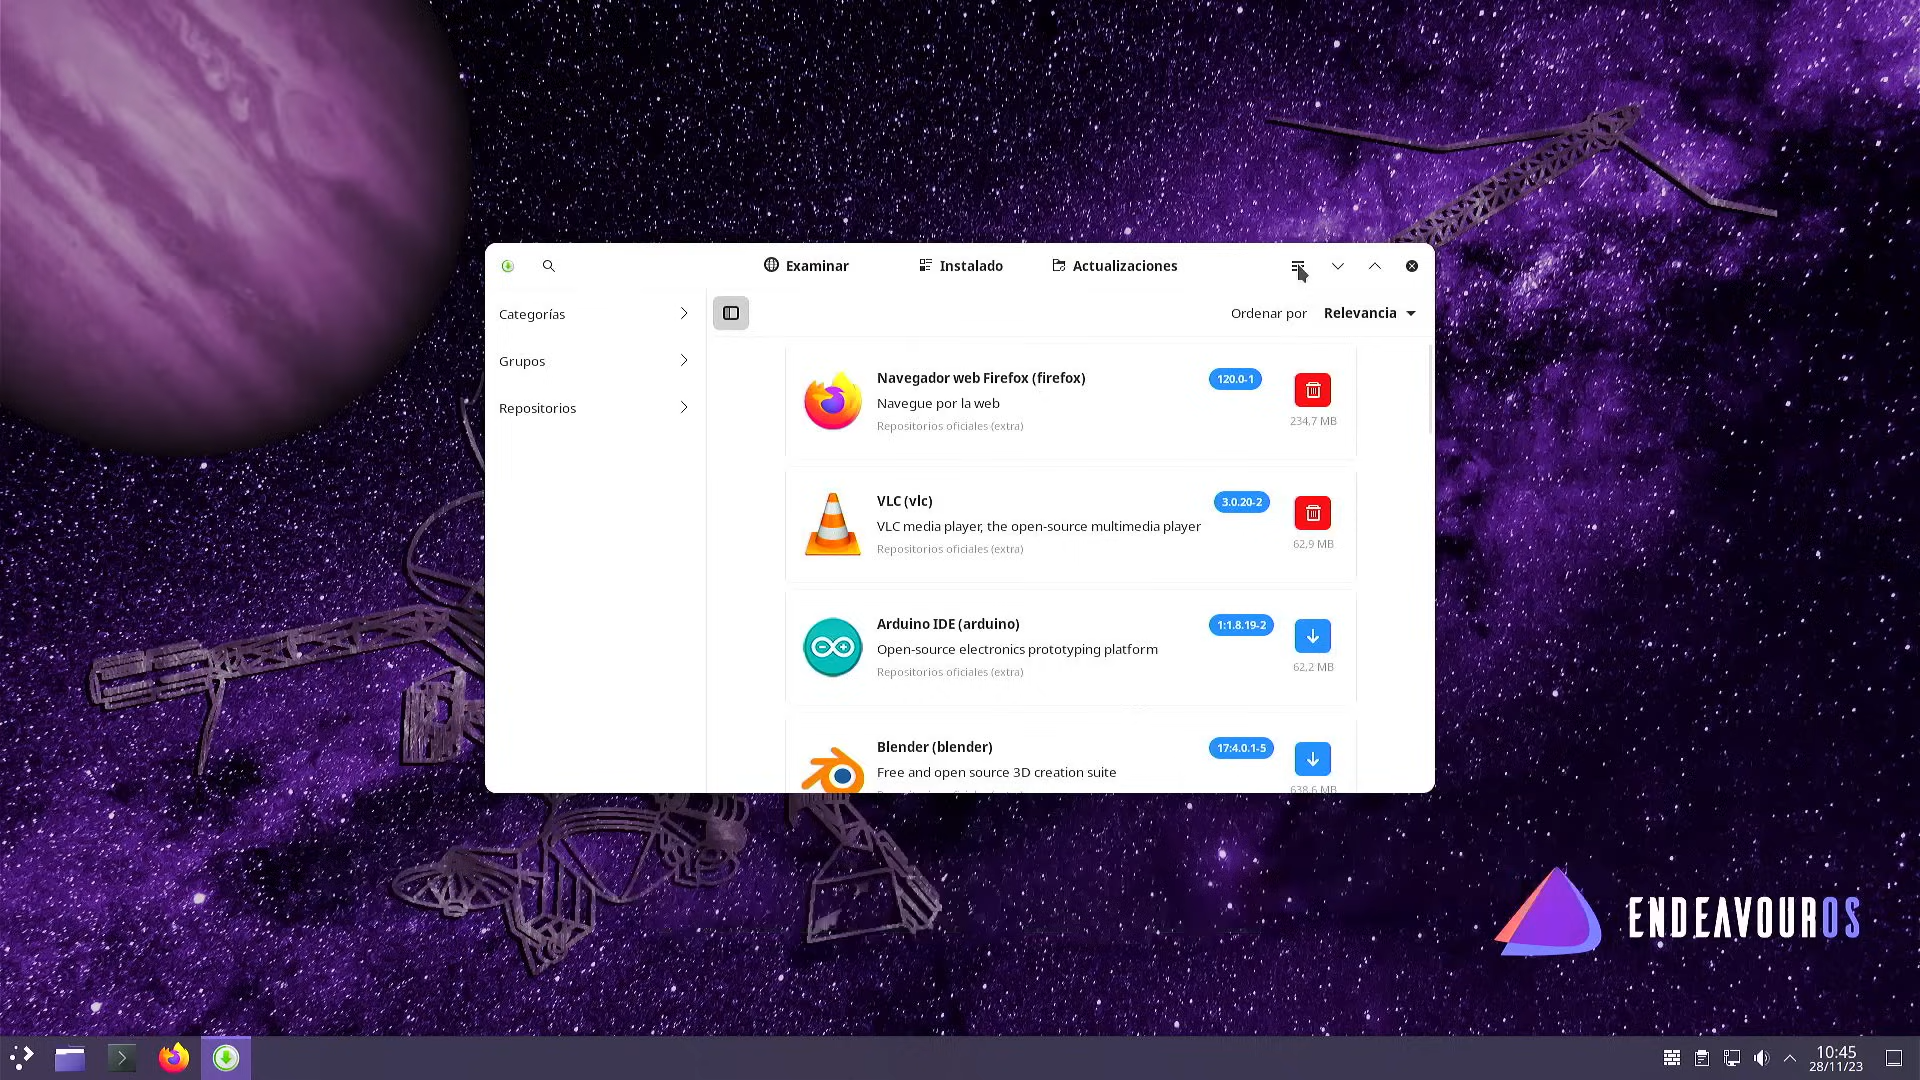 Examinar
Instalado
Actualizaciones
Categorías
Grupos
Repositorios
Ordenar por Relevancia
Navegador web Firefox (firefox)
120.0-1
Navegue por la web
Repositorios oficiales (extra)
234,7 MB
VLC (vlc)
3.0.20-2
VLC media player, the open-source multimedia player
Repositorios oficiales (extra)
62,9 MB
Arduino IDE (arduino)
1:1.8.19-2
Open-source electronics prototyping platform
Repositorios oficiales (extra)
62,2 MB
Blender (blender)
17:4.0.1-5
Free and open source 3D creation suite
638,6 MB
ENDEAVOUROS
10:45
28/11/23